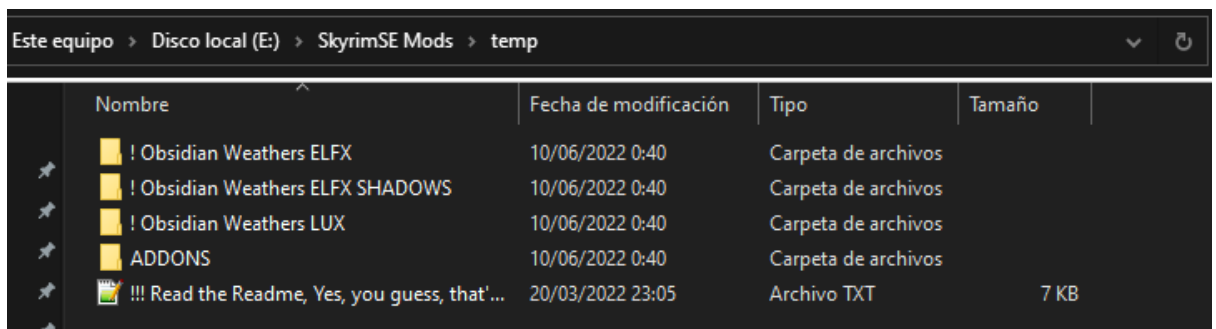 Este equipo > Disco local (E:) > SkyrimSE Mods > temp
Nombre Fecha de modificación Tipo Tamaño
! Obsidian Weathers ELFX 10/06/2022 0:40 Carpeta de archivos
! Obsidian Weathers ELFX SHADOWS 10/06/2022 0:40 Carpeta de archivos
! Obsidian Weathers LUX 10/06/2022 0:40 Carpeta de archivos
ADDONS 10/06/2022 0:40 Carpeta de archivos
!!! Read the Readme, Yes, you guess, that'... 20/03/2022 23:05 Archivo TXT 7 KB